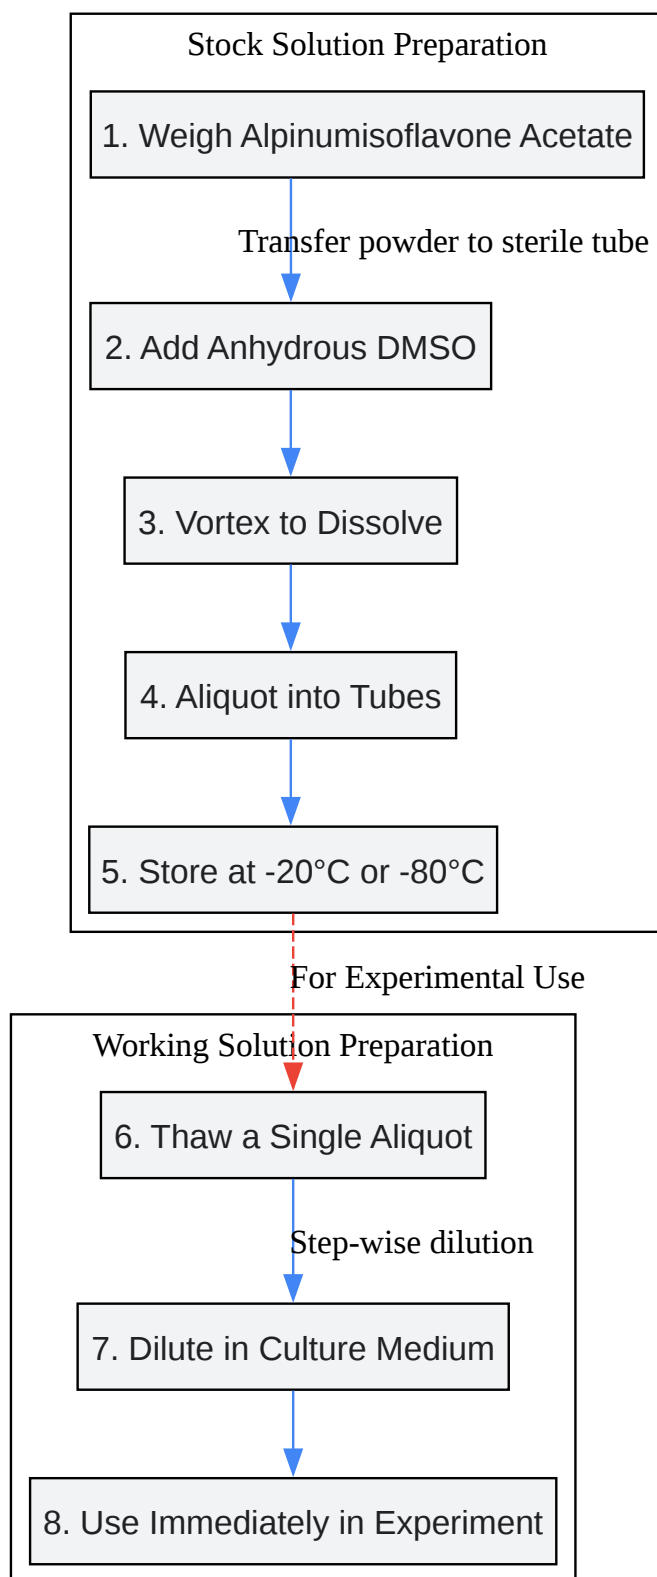 Stock Solution Preparation
1. Weigh Alpinumisoflavone Acetate
Transfer powder to sterile tube
2. Add Anhydrous DMSO
3. Vortex to Dissolve
4. Aliquot into Tubes
5. Store at -20°C or -80°C
For Experimental Use
Working Solution Preparation
6. Thaw a Single Aliquot
Step-wise dilution
7. Dilute in Culture Medium
8. Use Immediately in Experiment